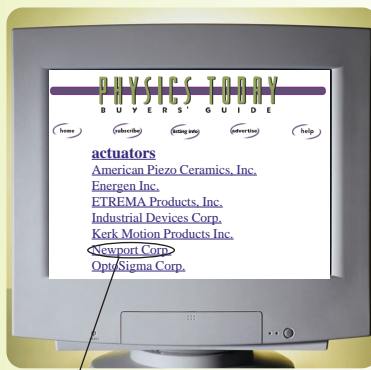 PHYSICS TODAY
BUYERS' GUIDE
home subscribe listing info advertise help
actuators
American Piezo Ceramics, Inc.
Energen Inc.
ETREMA Products, Inc.
Industrial Devices Corp.
Kerk Motion Products Inc.
Newport Corp.
OptoSigma Corp.